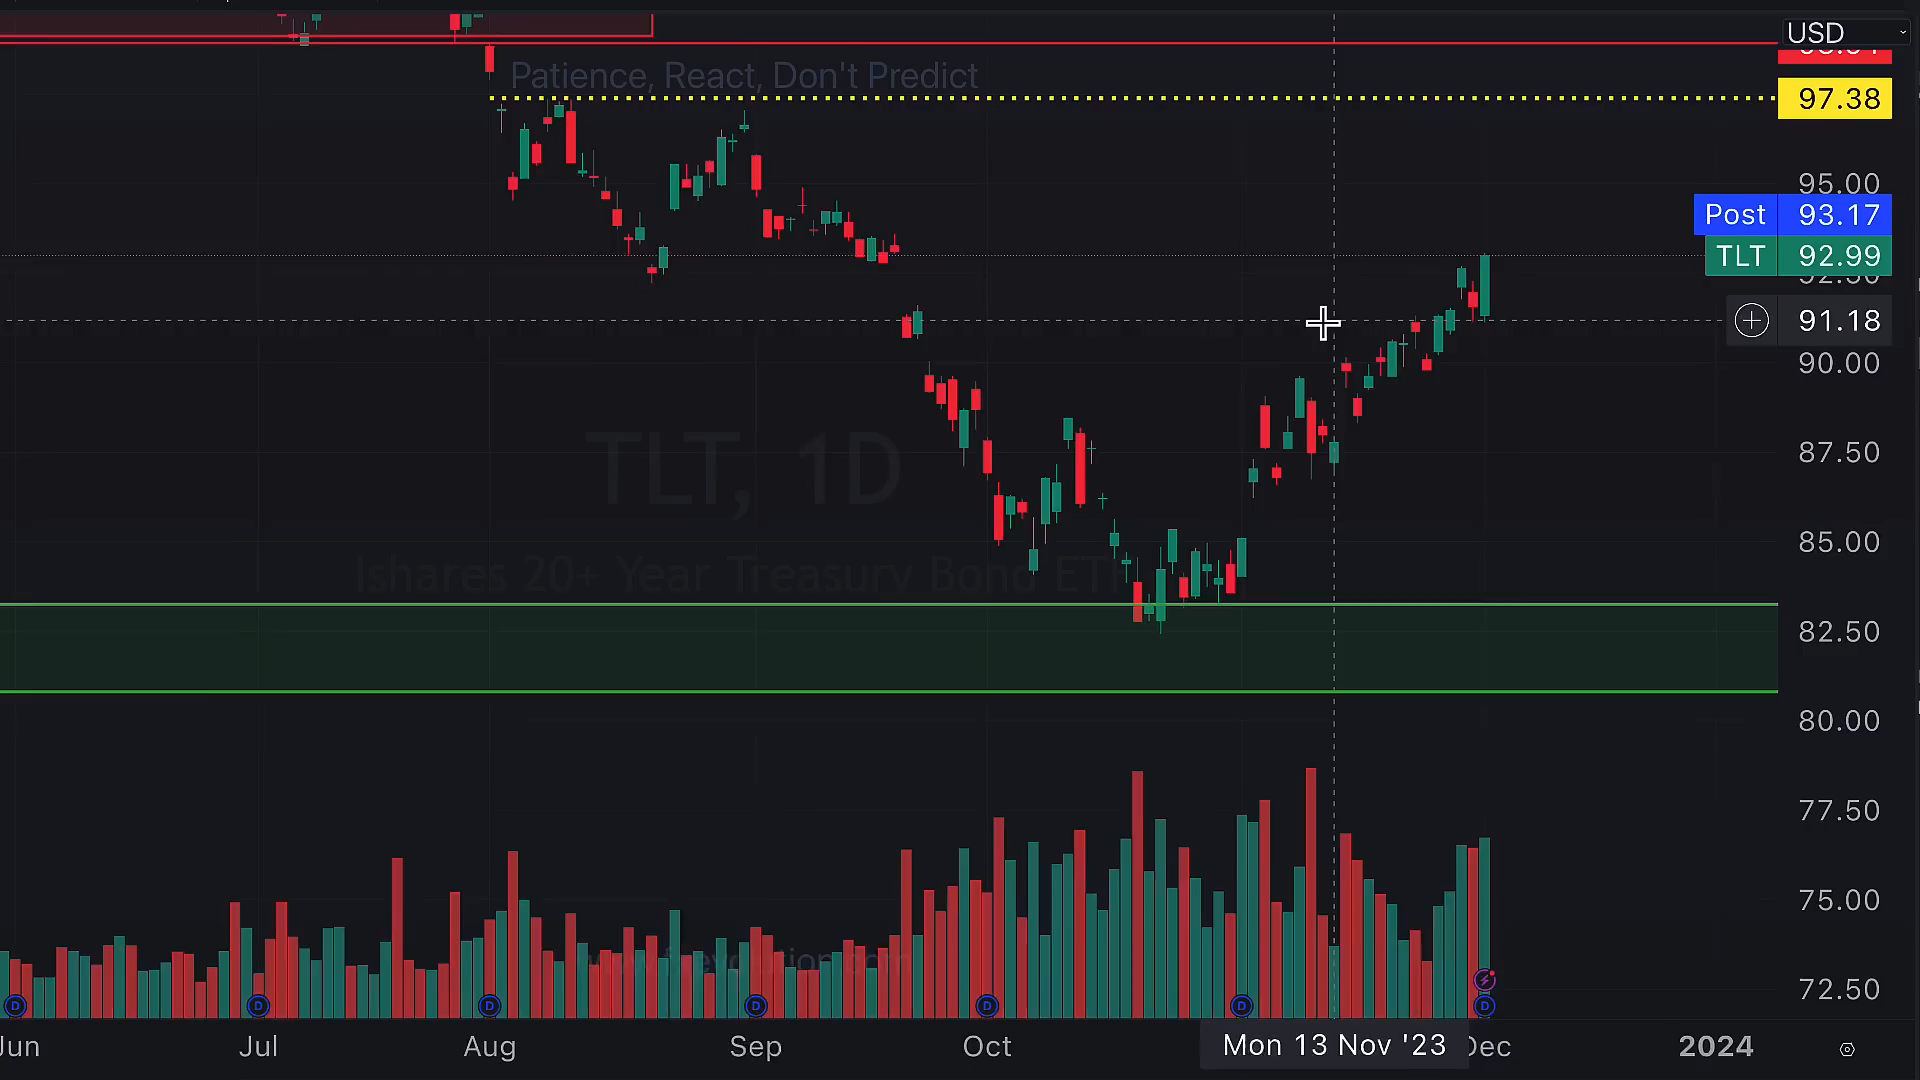 USD
Patience, React, Don't Predict
97.38
95.00
Post 93.17
TLT 92.99
92.50
91.18
90.00
TLT, 1D
87.50
85.00
Ishares 20+ Year Treasury Bond ETF
82.50
80.00
77.50
75.00
72.50
D D D D D D D
Jun Jul Aug Sep Oct Mon 13 Nov '23 Dec 2024